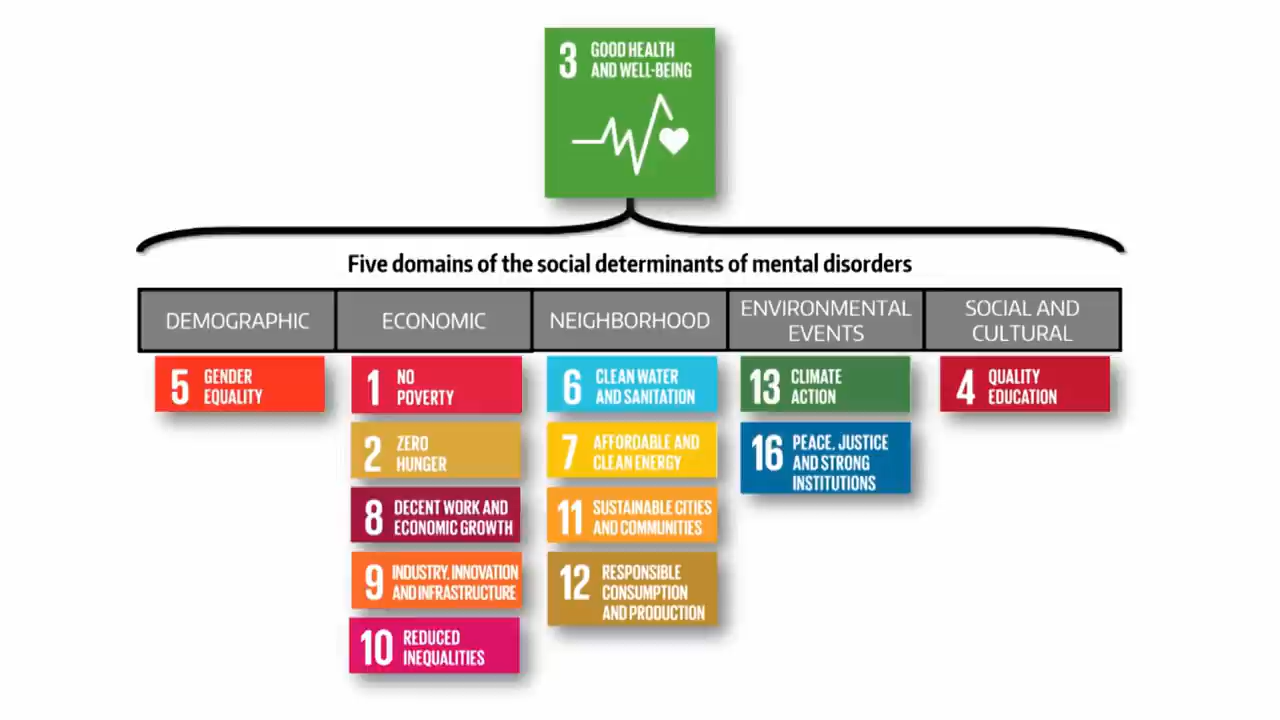 3 GOOD HEALTH
AND WELL-BEING
Five domains of the social determinants of mental disorders
DEMOGRAPHIC
ECONOMIC
NEIGHBORHOOD
ENVIRONMENTAL
EVENTS
SOCIAL AND
CULTURAL
5 GENDER
EQUALITY
1 NO
POVERTY
2 ZERO
HUNGER
8 DECENT WORK AND
ECONOMIC GROWTH
9 INDUSTRY, INNOVATION
AND INFRASTRUCTURE
10 REDUCED
INEQUALITIES
6 CLEAN WATER
AND SANITATION
7 AFFORDABLE AND
CLEAN ENERGY
11 SUSTAINABLE CITIES
AND COMMUNITIES
12 RESPONSIBLE
CONSUMPTION
AND PRODUCTION
13 CLIMATE
ACTION
16 PEACE, JUSTICE
AND STRONG
INSTITUTIONS
4 QUALITY
EDUCATION